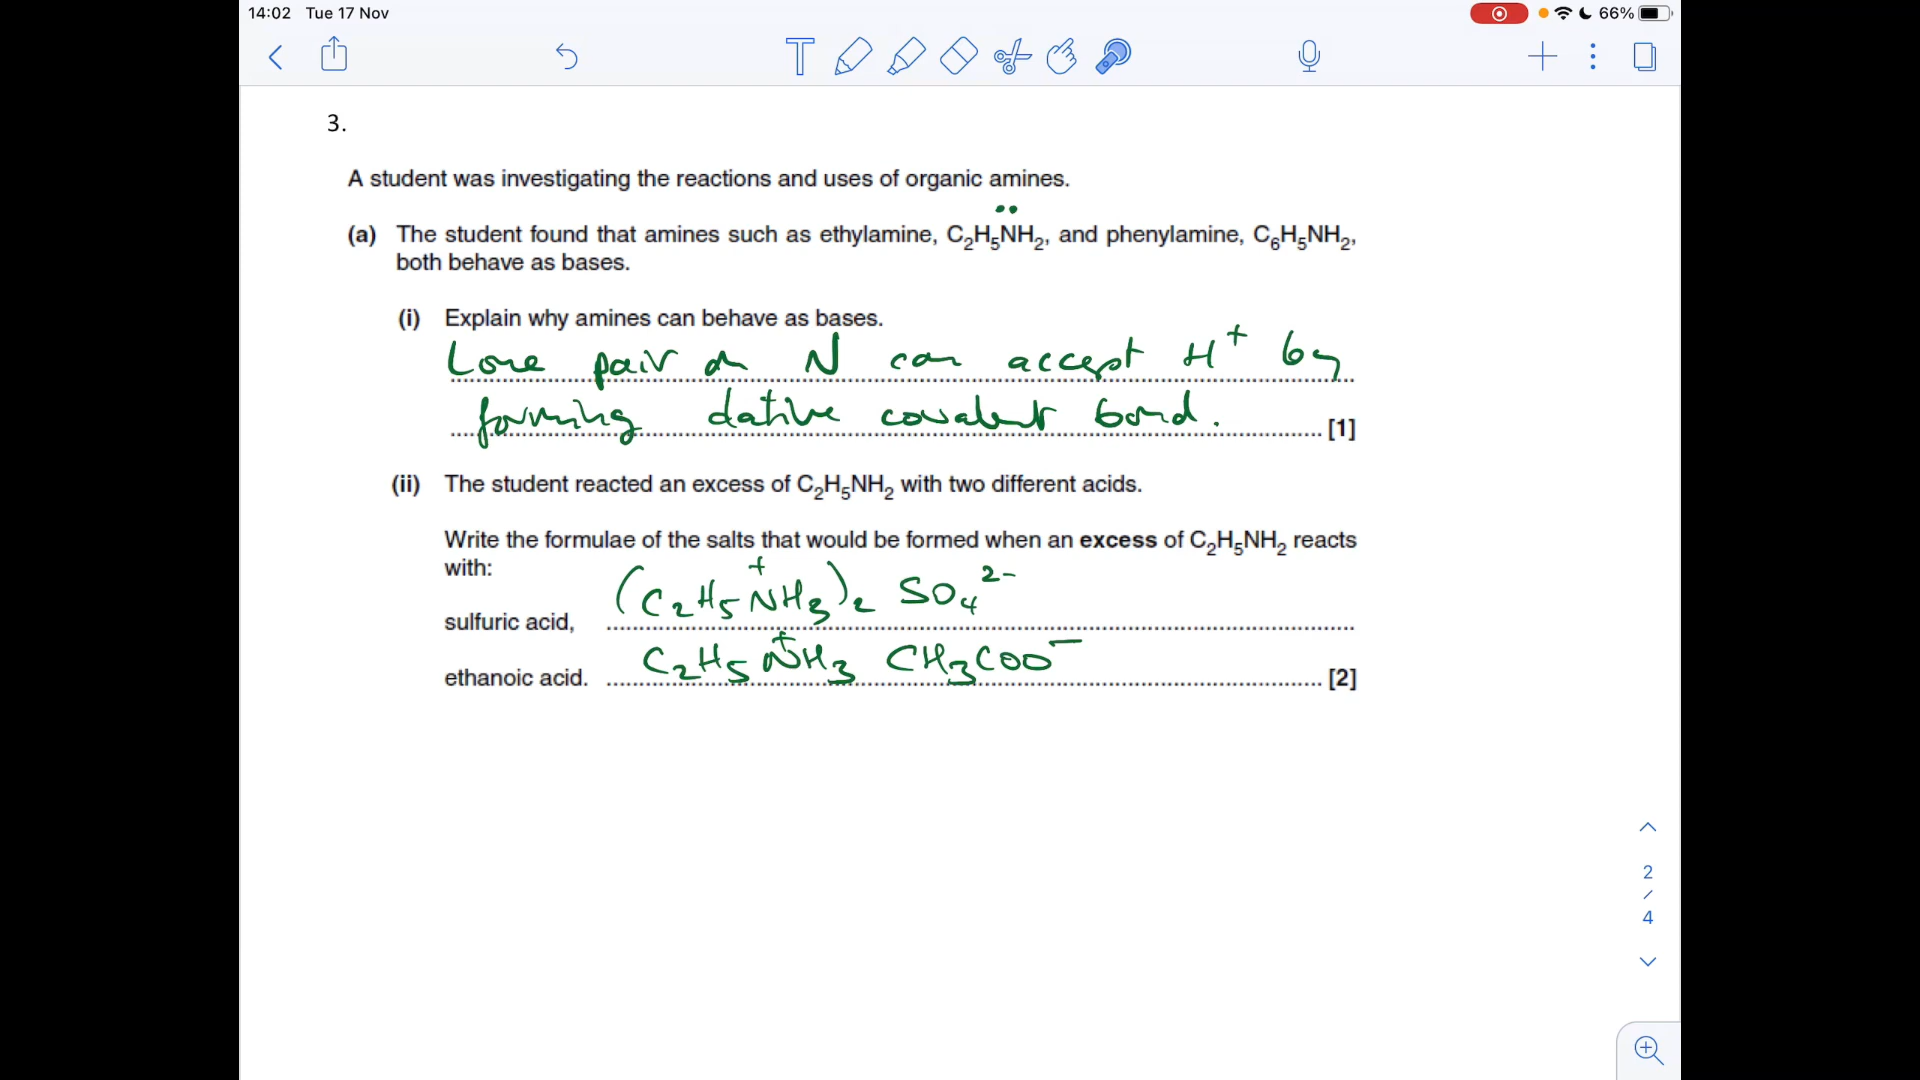 14:02 Tue 17 Nov
66%
3.
A student was investigating the reactions and uses of organic amines.
(a) The student found that amines such as ethylamine, C₂H₅NH₂, and phenylamine, C₆H₅NH₂,
both behave as bases.
(i) Explain why amines can behave as bases.
Lone pair on N can accept H⁺ by
forming dative covalent bond.
[1]
(ii) The student reacted an excess of C₂H₅NH₂ with two different acids.
Write the formulae of the salts that would be formed when an excess of C₂H₅NH₂ reacts
with:
sulfuric acid, (C₂H₅N⁺H₃)₂ SO₄²⁻
ethanoic acid. C₂H₅N⁺H₃ CH₃COO⁻ [2]
2
/
4